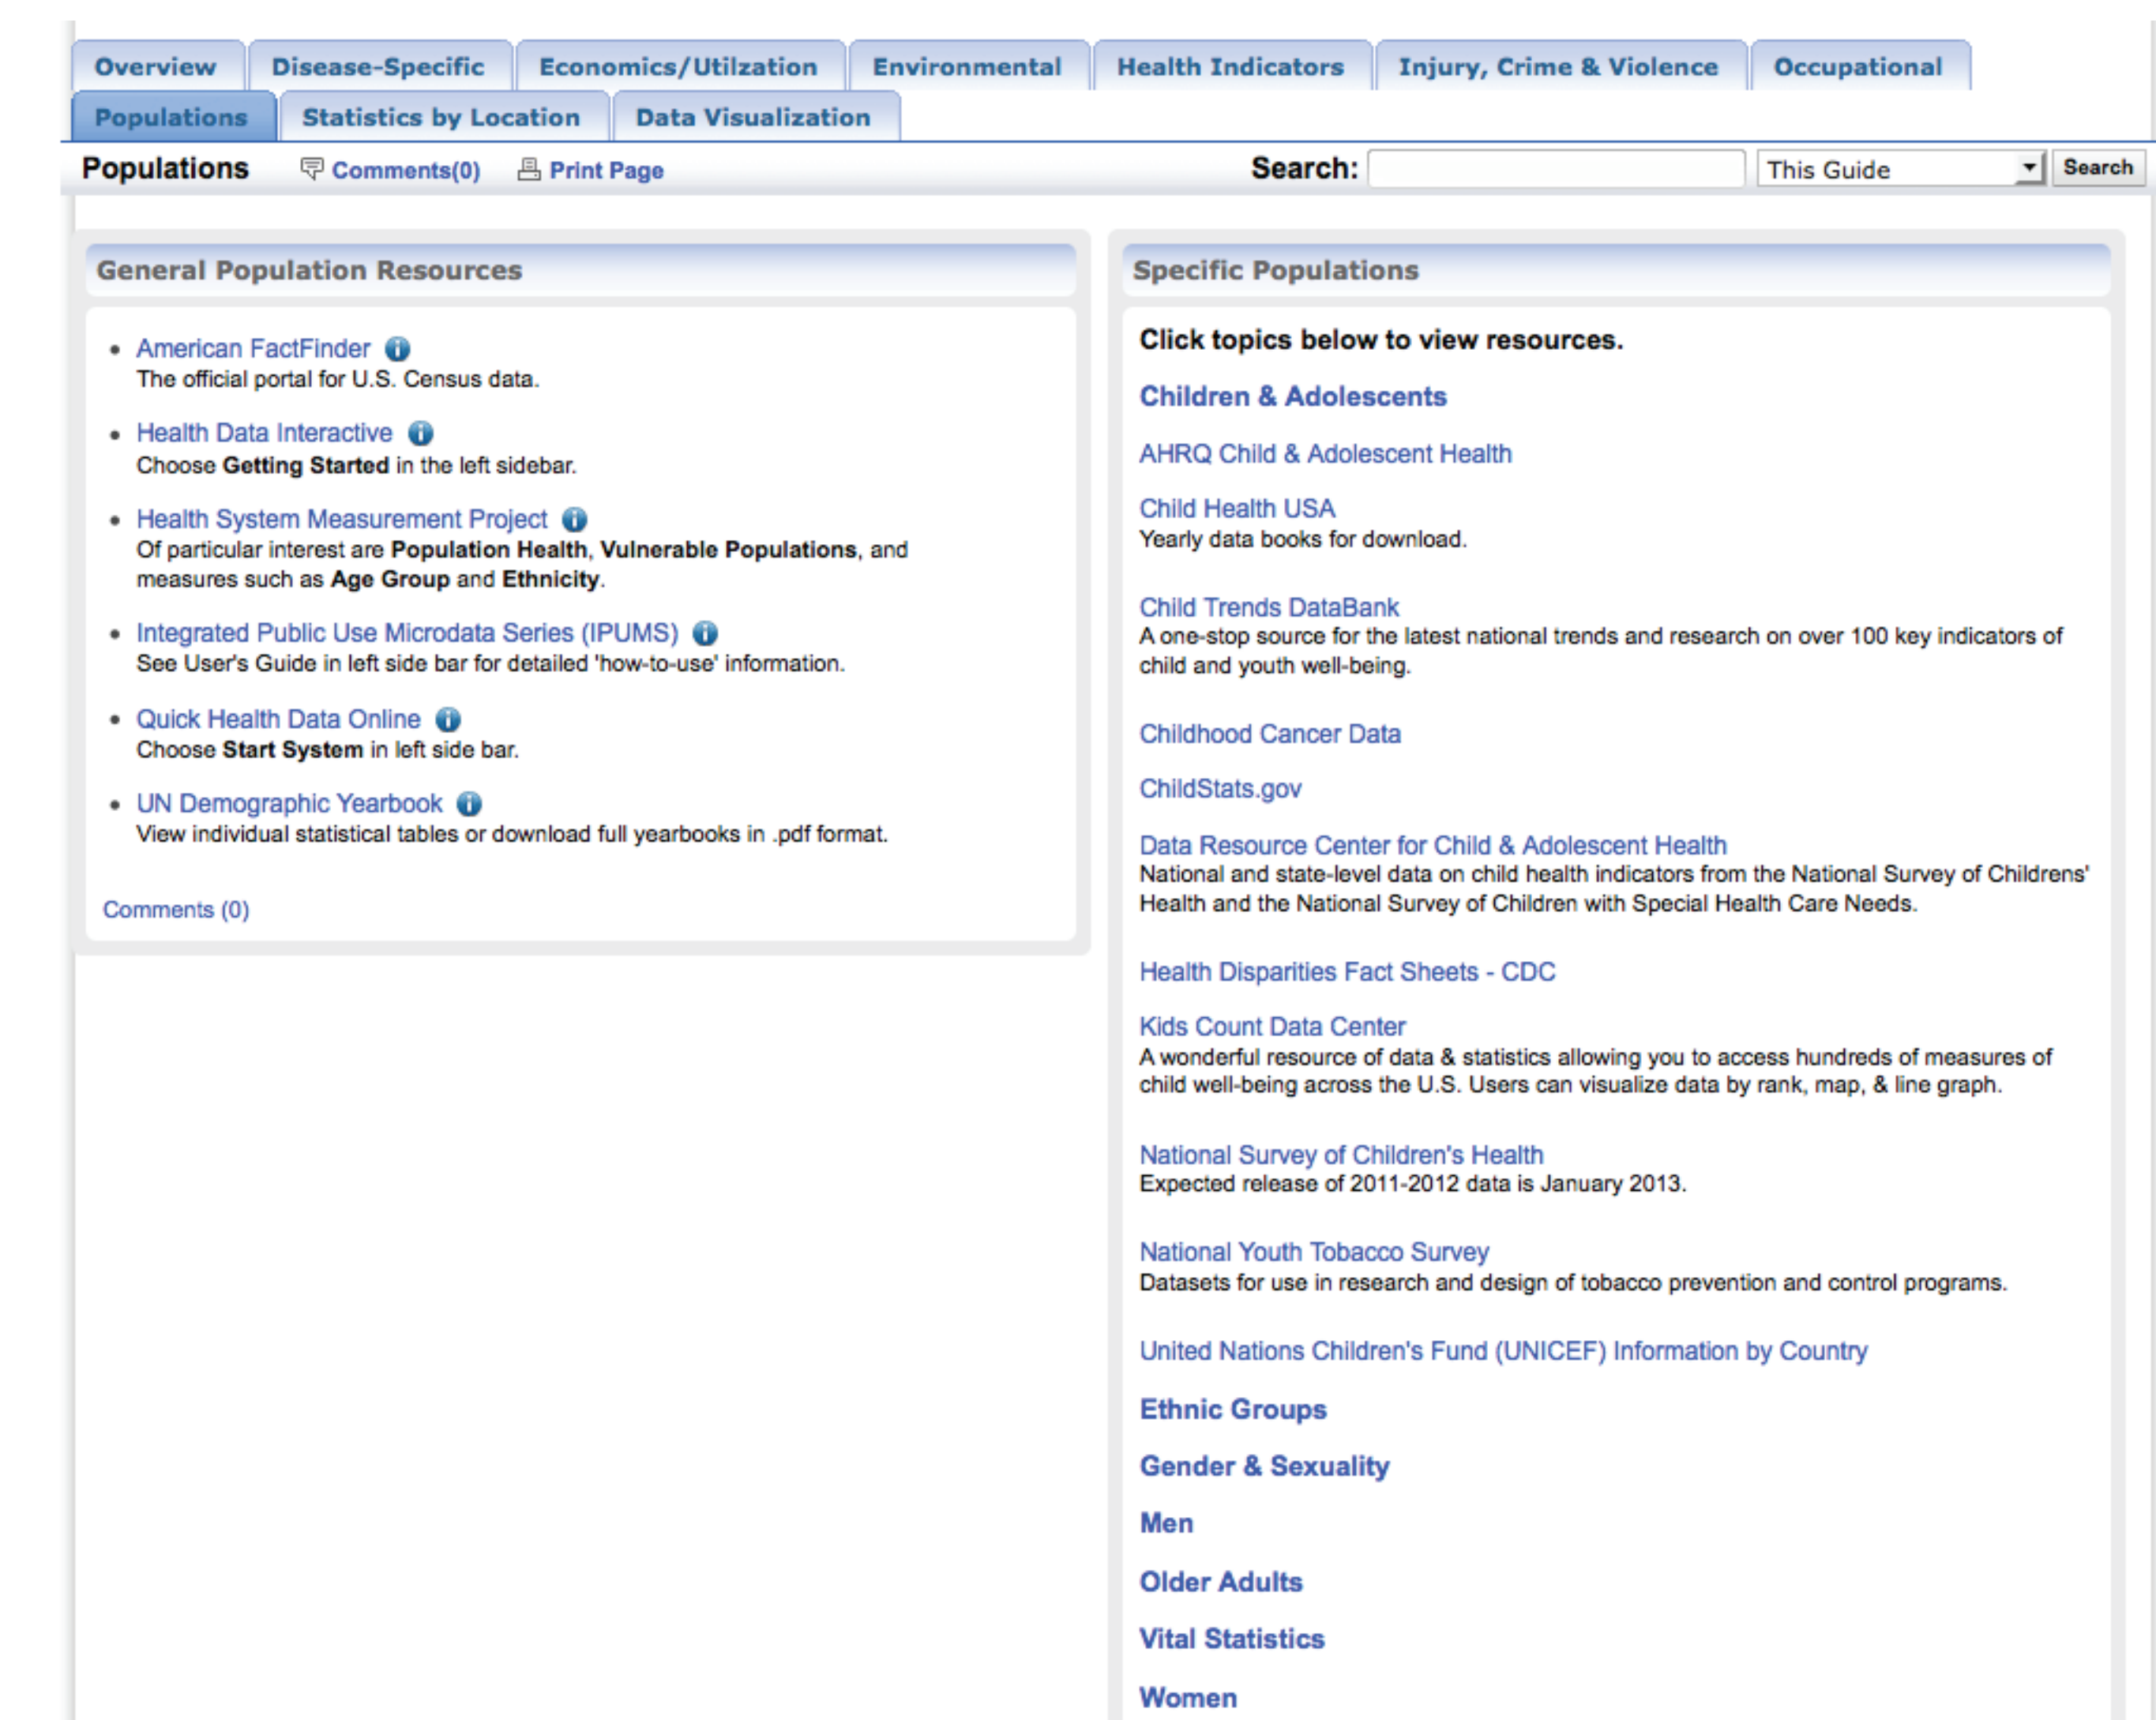 Overview Disease-Specific Economics/Utilzation Environmental Health Indicators Injury, Crime & Violence Occupational
Populations Statistics by Location Data Visualization
Populations Comments(0) Print Page Search: This Guide Search
General Population Resources
American FactFinder
The official portal for U.S. Census data.
Health Data Interactive
Choose Getting Started in the left sidebar.
Health System Measurement Project
Of particular interest are Population Health, Vulnerable Populations, and
measures such as Age Group and Ethnicity.
Integrated Public Use Microdata Series (IPUMS)
See User's Guide in left side bar for detailed 'how-to-use' information.
Quick Health Data Online
Choose Start System in left side bar.
UN Demographic Yearbook
View individual statistical tables or download full yearbooks in .pdf format.
Comments (0)
Specific Populations
Click topics below to view resources.
Children & Adolescents
AHRQ Child & Adolescent Health
Child Health USA
Yearly data books for download.
Child Trends DataBank
A one-stop source for the latest national trends and research on over 100 key indicators of
child and youth well-being.
Childhood Cancer Data
ChildStats.gov
Data Resource Center for Child & Adolescent Health
National and state-level data on child health indicators from the National Survey of Childrens'
Health and the National Survey of Children with Special Health Care Needs.
Health Disparities Fact Sheets - CDC
Kids Count Data Center
A wonderful resource of data & statistics allowing you to access hundreds of measures of
child well-being across the U.S. Users can visualize data by rank, map, & line graph.
National Survey of Children's Health
Expected release of 2011-2012 data is January 2013.
National Youth Tobacco Survey
Datasets for use in research and design of tobacco prevention and control programs.
United Nations Children's Fund (UNICEF) Information by Country
Ethnic Groups
Gender & Sexuality
Men
Older Adults
Vital Statistics
Women